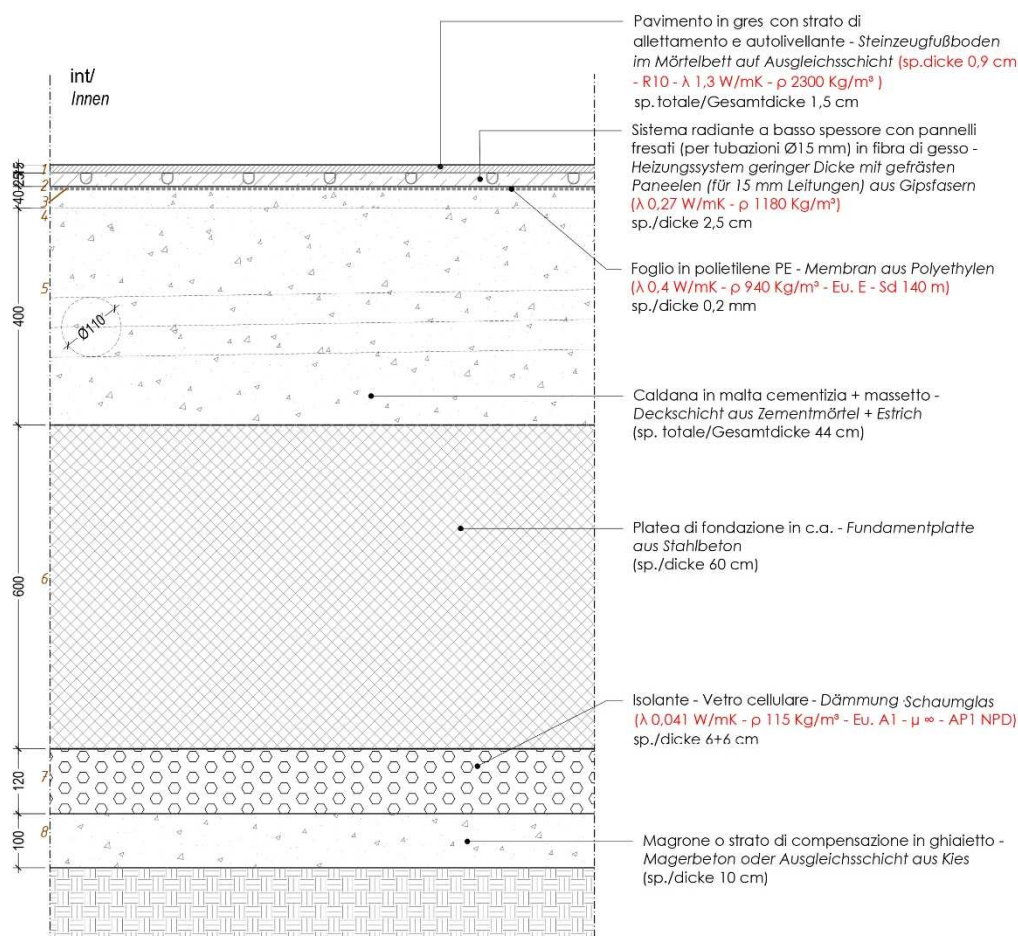 Pavimento in gres con strato di
allettamento e autolivellante - Steinzeugfußboden
im Mörtelbett auf Ausgleichsschicht (sp.dicke 0,9 cm
- R10 - λ 1,3 W/mK - ρ 2300 Kg/m³ )
sp. totale/Gesamtdicke 1,5 cm
int/
Innen
Sistema radiante a basso spessore con pannelli
fresati (per tubazioni Ø15 mm) in fibra di gesso -
Heizungssystem geringer Dicke mit gefrästen
Paneelen (für 15 mm Leitungen) aus Gipsfasern
(λ 0,27 W/mK - ρ 1180 Kg/m³)
sp./dicke 2,5 cm
1
2
3
4
40
Foglio in polietilene PE - Membran aus Polyethylen
(λ 0,4 W/mK - ρ 940 Kg/m³ - Eu. E - Sd 140 m)
sp./dicke 0,2 mm
5
400
Ø110
Caldana in malta cementizia + massetto -
Deckschicht aus Zementmörtel + Estrich
(sp. totale/Gesamtdicke 44 cm)
Platea di fondazione in c.a. - Fundamentplatte
aus Stahlbeton
(sp./dicke 60 cm)
6
600
Isolante - Vetro cellulare - Dämmung -Schaumglas
(λ 0,041 W/mK - ρ 115 Kg/m³ - Eu. A1 - μ ∞ - AP1 NPD)
sp./dicke 6+6 cm
7
120
8
100
Magrone o strato di compensazione in ghiaietto -
Magerbeton oder Ausgleichsschicht aus Kies
(sp./dicke 10 cm)